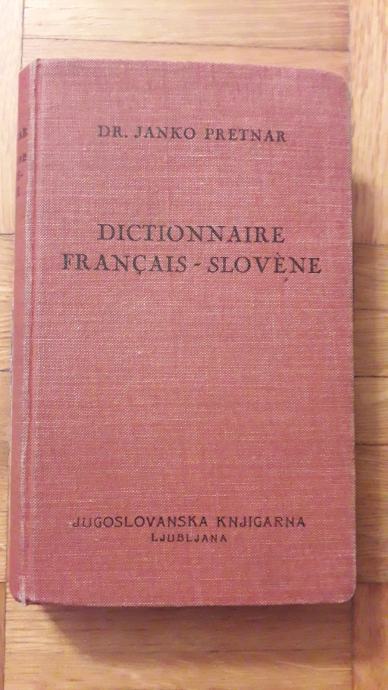 DR. JANKO PRETNAR
DICTIONNAIRE
FRANÇAIS - SLOVÈNE
JUGOSLOVANSKA KNJIGARNA
LJUBLJANA